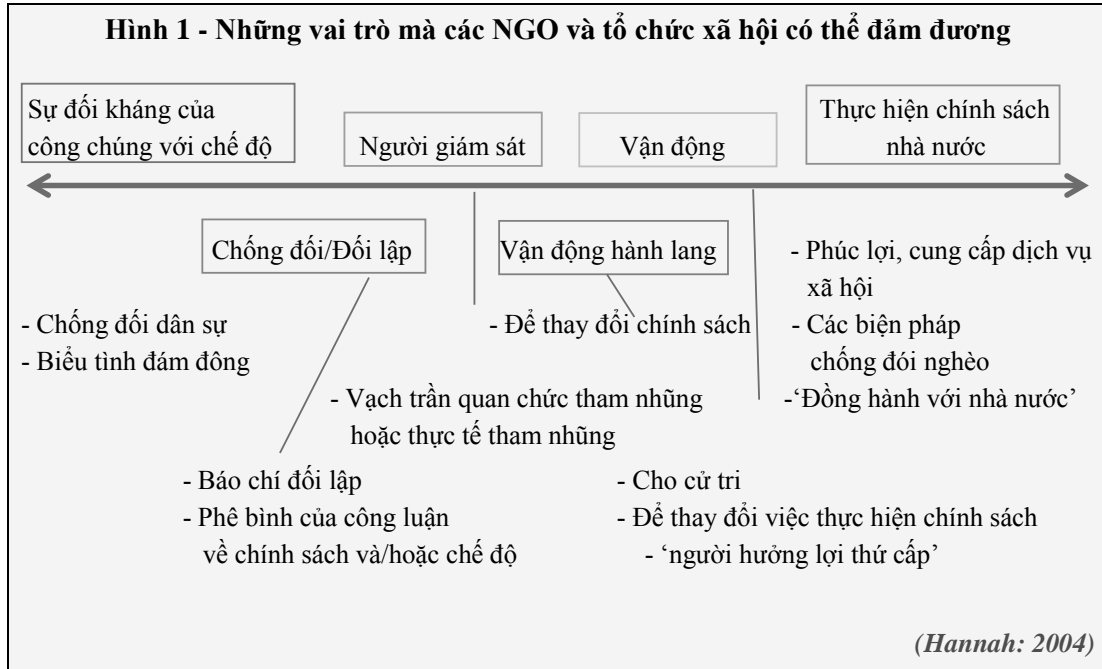 Hình 1 - Những vai trò mà các NGO và tổ chức xã hội có thể đảm đương
Sự đối kháng của
công chúng với chế độ
Người giám sát
Vận động
Thực hiện chính sách
nhà nước
Chống đối/Đối lập
Vận động hành lang
- Phúc lợi, cung cấp dịch vụ
xã hội
- Các biện pháp
chống đói nghèo
-‘Đồng hành với nhà nước’
- Chống đối dân sự
- Biểu tình đám đông
- Để thay đổi chính sách
- Vạch trần quan chức tham nhũng
hoặc thực tế tham nhũng
- Báo chí đối lập
- Phê bình của công luận
về chính sách và/hoặc chế độ
- Cho cử tri
- Để thay đổi việc thực hiện chính sách
- ‘người hưởng lợi thứ cấp’
(Hannah: 2004)